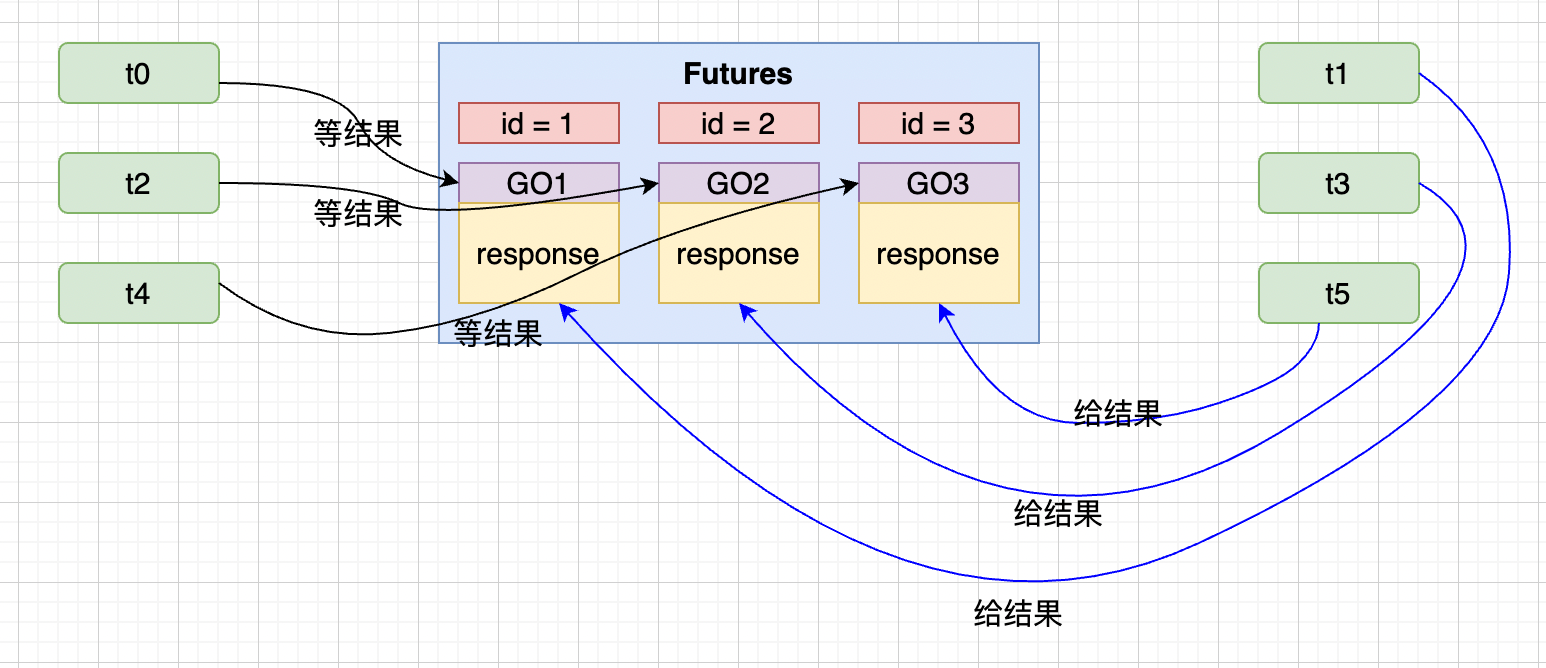 t0
Futures
t1
id = 1
id = 2
id = 3
等结果
t2
GO1
GO2
GO3
t3
等结果
response
response
response
t4
t5
等结果
给结果
给结果
给结果